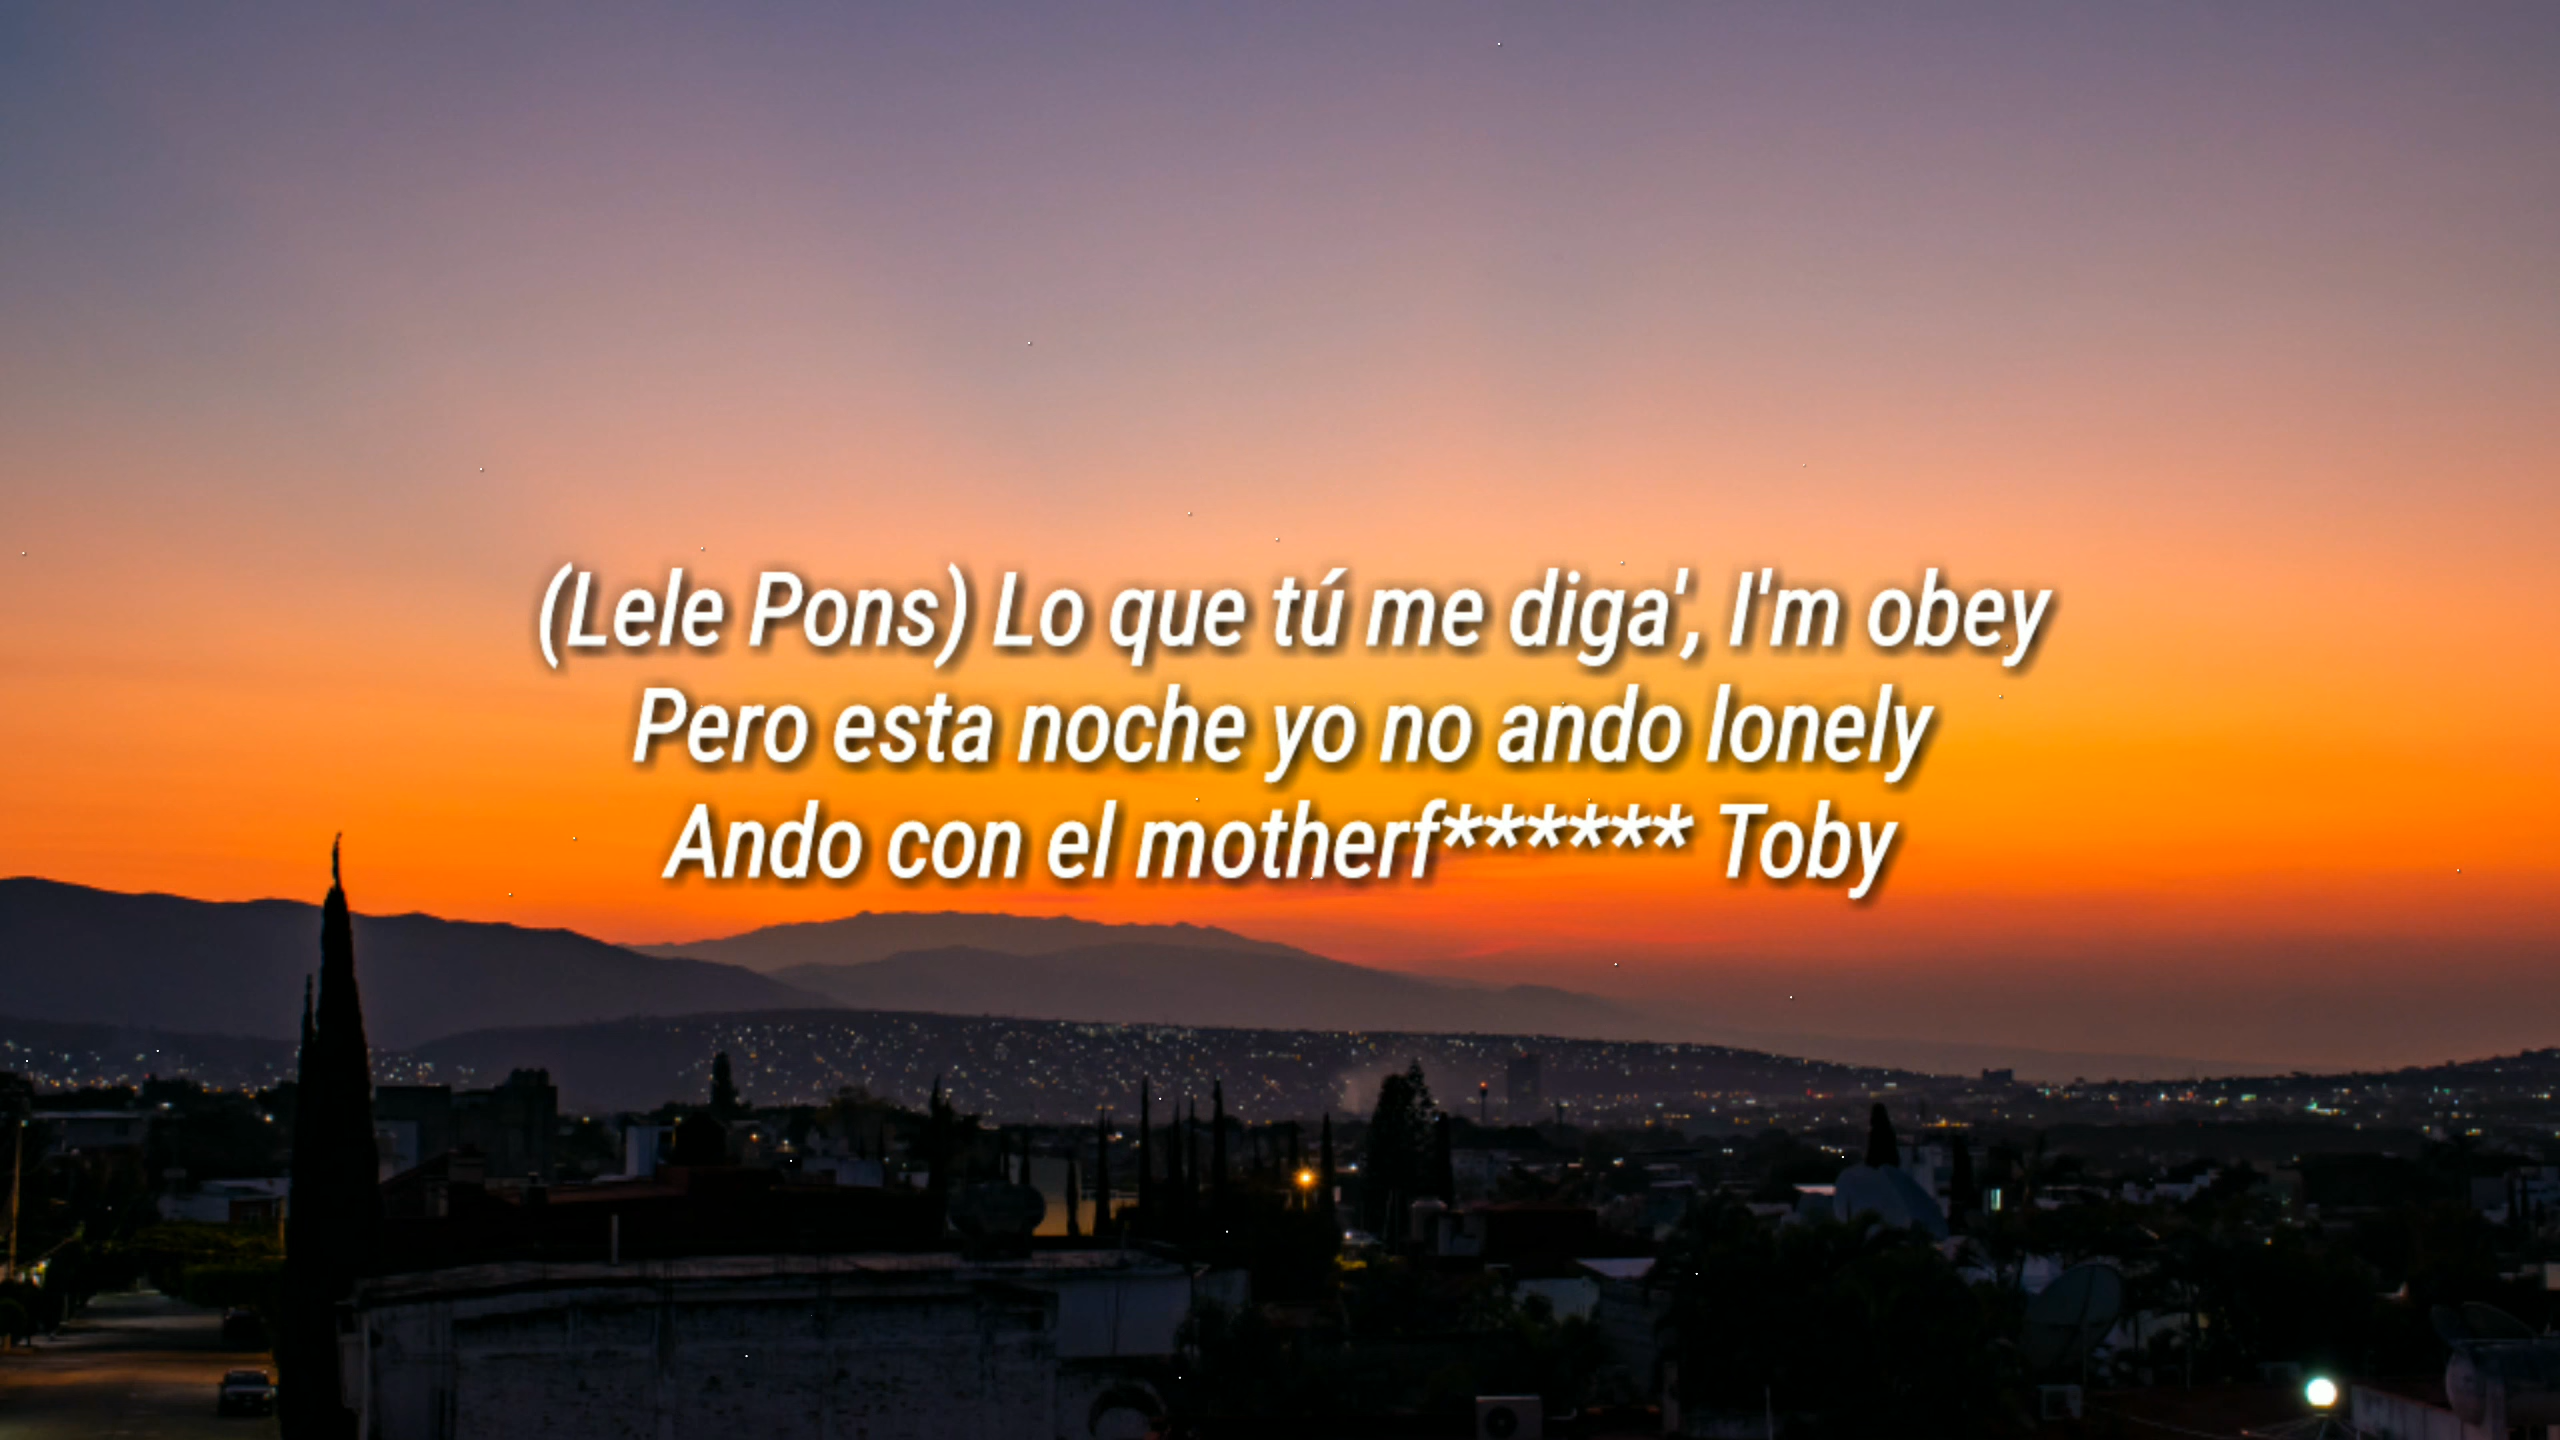 (Lele Pons) Lo que tú me diga', I'm obey
Pero esta noche yo no ando lonely
Ando con el motherf****** Toby